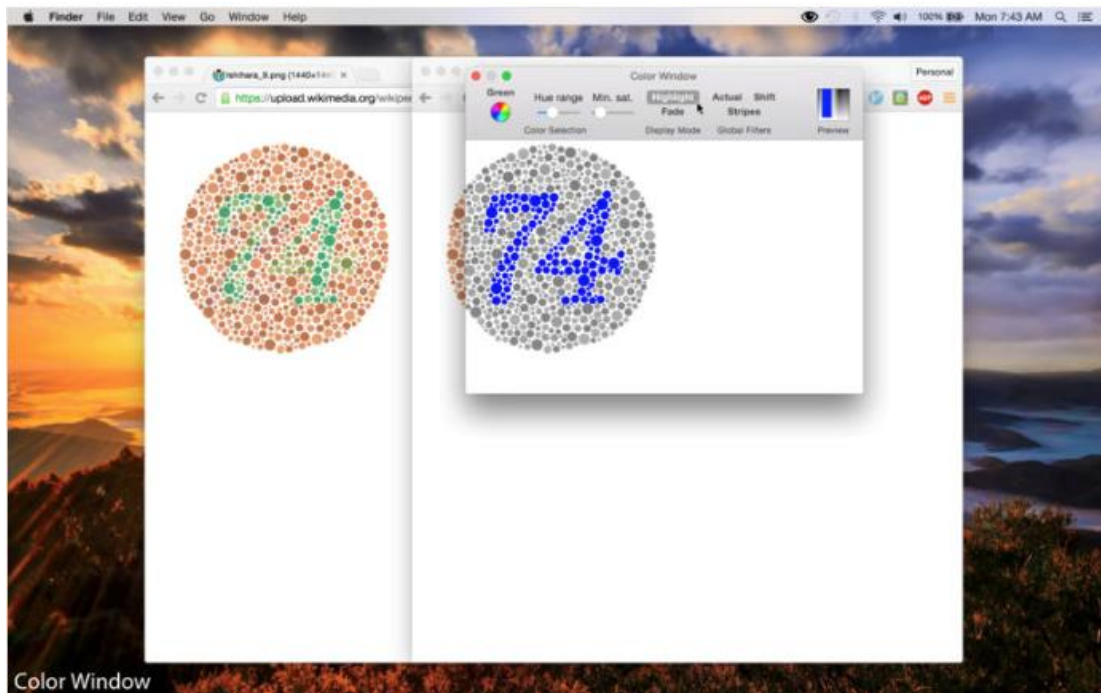 Finder File Edit View Go Window Help 100% Mon 7:43 AM
Ishihara_9.png
Color Window
Personal
https://upload.wikimedia.org/wikipe
Green
Hue range Min. sat. Highlight Actual Shift
Fade Stripes
Color Selection Display Mode Global Filters Preview
74 74
Color Window